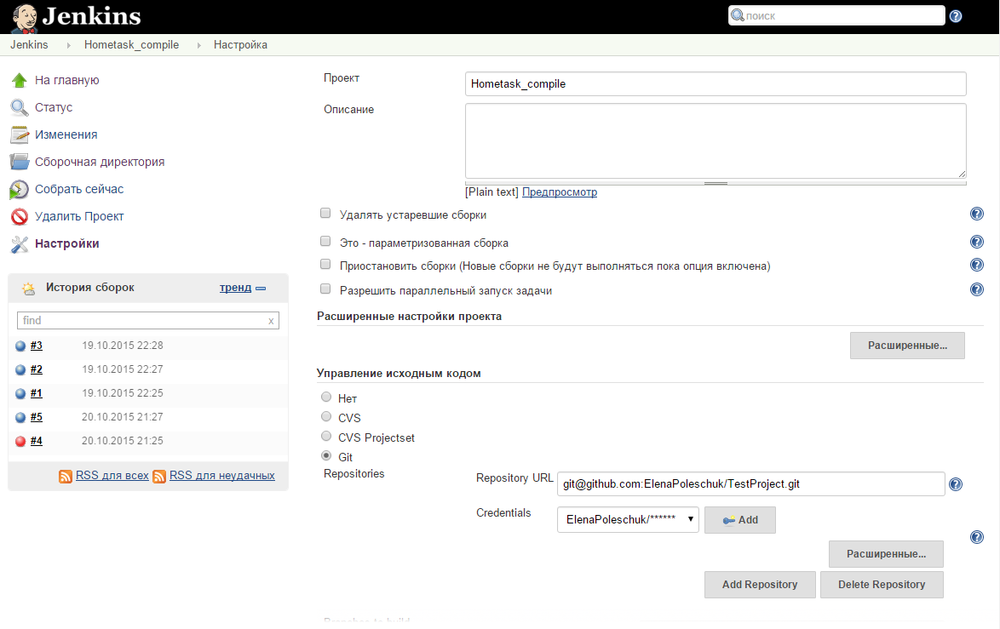 Jenkins
поиск
Jenkins Hometask_compile Настройка
На главную
Статус
Изменения
Сборочная директория
Собрать сейчас
Удалить Проект
Настройки
История сборок тренд
find x
#3 19.10.2015 22:28
#2 19.10.2015 22:27
#1 19.10.2015 22:25
#5 20.10.2015 21:27
#4 20.10.2015 21:25
RSS для всех RSS для неудачных
Проект Hometask_compile
Описание
[Plain text] Предпросмотр
Удалять устаревшие сборки
Это - параметризованная сборка
Приостановить сборки (Новые сборки не будут выполняться пока опция включена)
Разрешить параллельный запуск задачи
Расширенные настройки проекта
Расширенные...
Управление исходным кодом
Нет
CVS
CVS Projectset
Git
Repositories
Repository URL git@github.com:ElenaPoleschuk/TestProject.git
Credentials ElenaPoleschuk/****** Add
Расширенные...
Add Repository Delete Repository